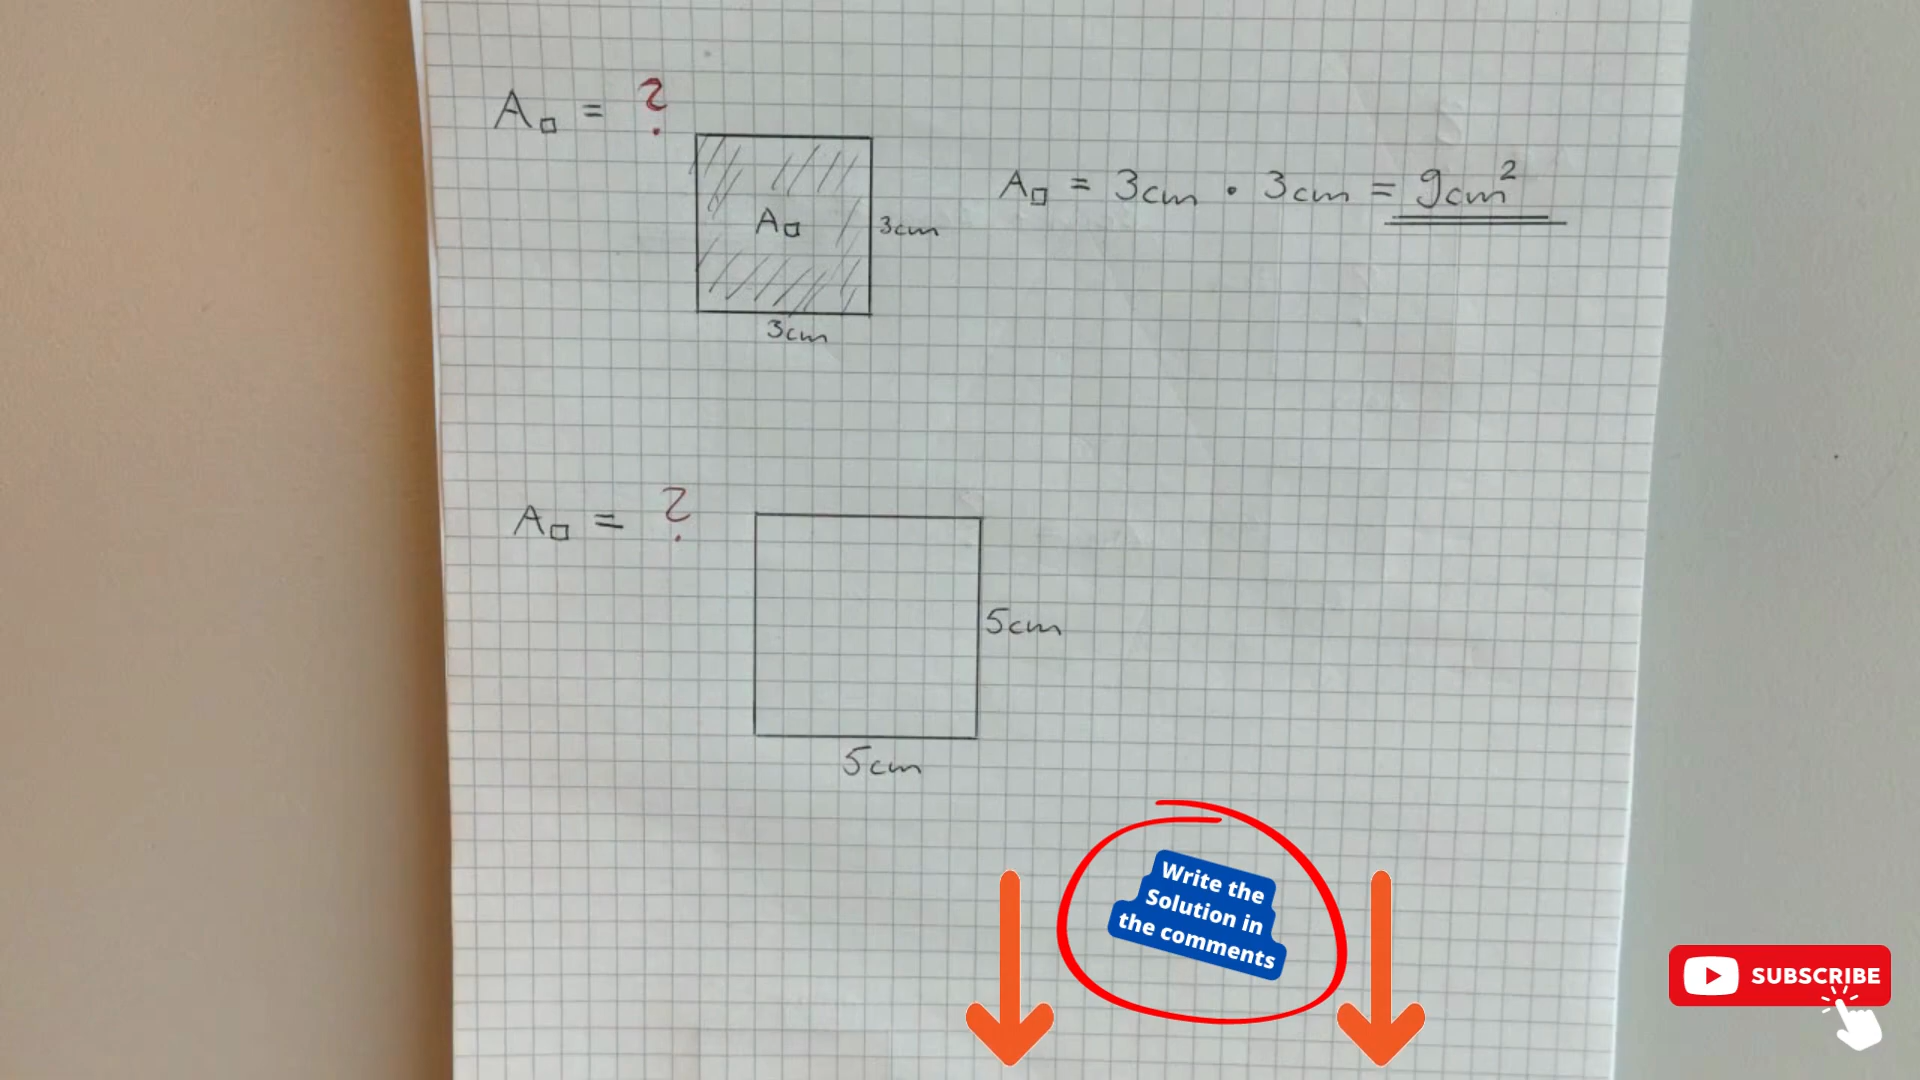 A□ = ?
A□ = 3cm · 3cm = 9cm²
A□
3cm
3cm
A□ = ?
5cm
5cm
Write the
Solution in
the comments
SUBSCRIBE